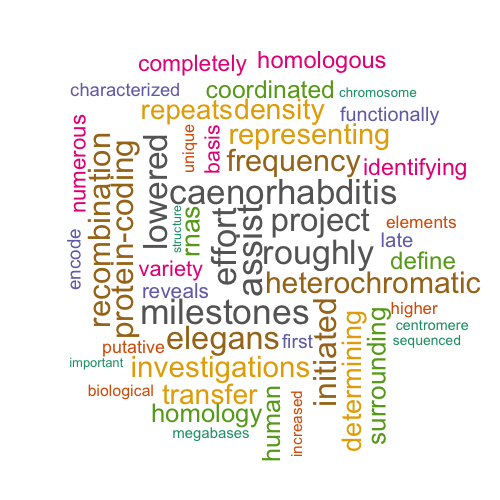 completely
homologous
characterized
coordinated
chromosome
repeats
density
functionally
numerous
unique
basis
representing
recombination
protein-coding
lowered
frequency
identifying
caenorhabditis
structure
rnas
effort
assist
project
elements
encode
variety
roughly
late
define
reveals
heterochromatic
milestones
initiated
higher
putative
elegans
first
determining
surrounding
centromere
sequenced
important
investigations
biological
transfer
human
increased
homology
megabases